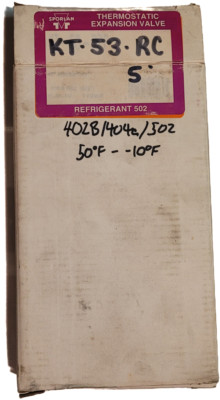 SPORLAN
THERMOSTATIC
EXPANSION VALVE
KT-53-RC
5'
REFRIGERANT 502
402B/404a/502
50°F - -10°F